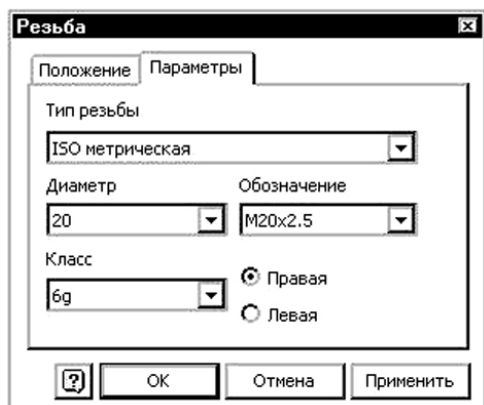 Резьба
Положение Параметры
Тип резьбы
ISO метрическая
Диаметр Обозначение
20 M20x2.5
Класс
6g Правая
Левая
OK Отмена Применить